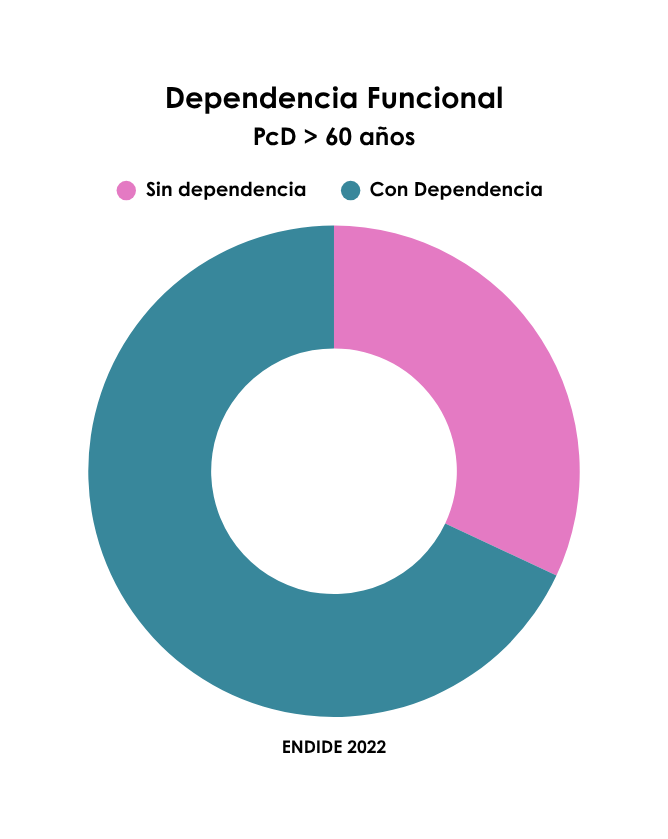 Dependencia Funcional
PcD > 60 años
Sin dependencia Con Dependencia
ENDIDE 2022